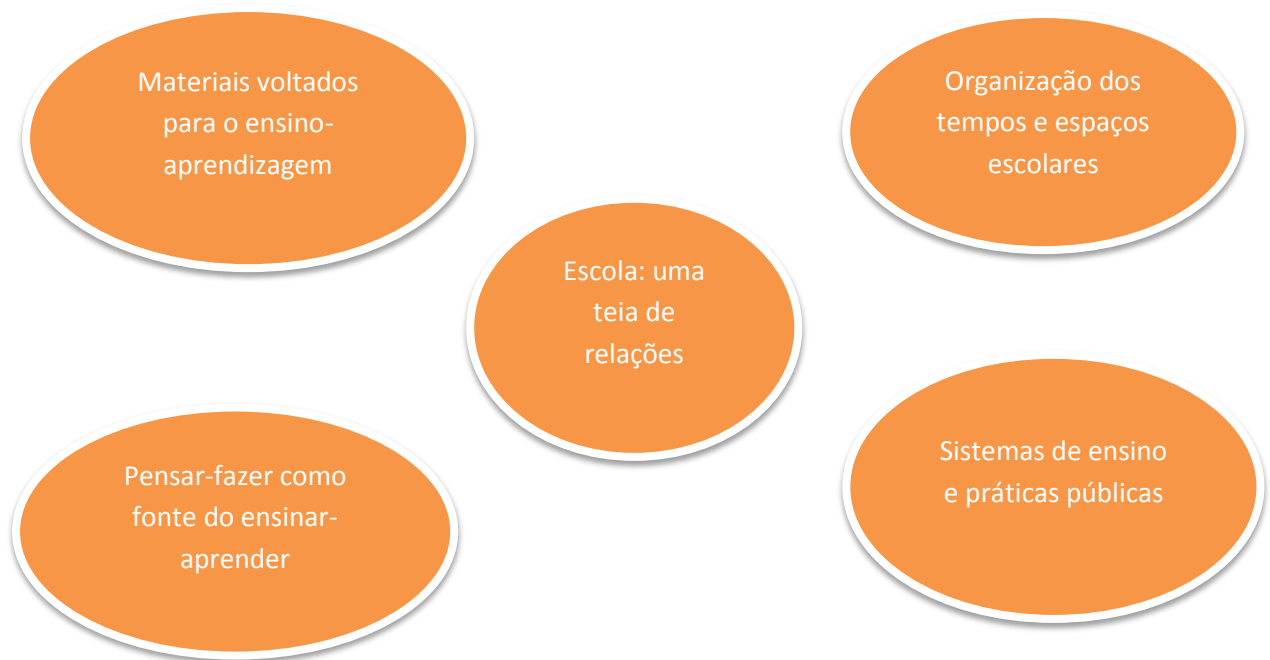 Materiais voltados
para o ensino-
aprendizagem
Organização dos
tempos e espaços
escolares
Escola: uma
teia de
relações
Pensar-fazer como
fonte do ensinar-
aprender
Sistemas de ensino
e práticas públicas